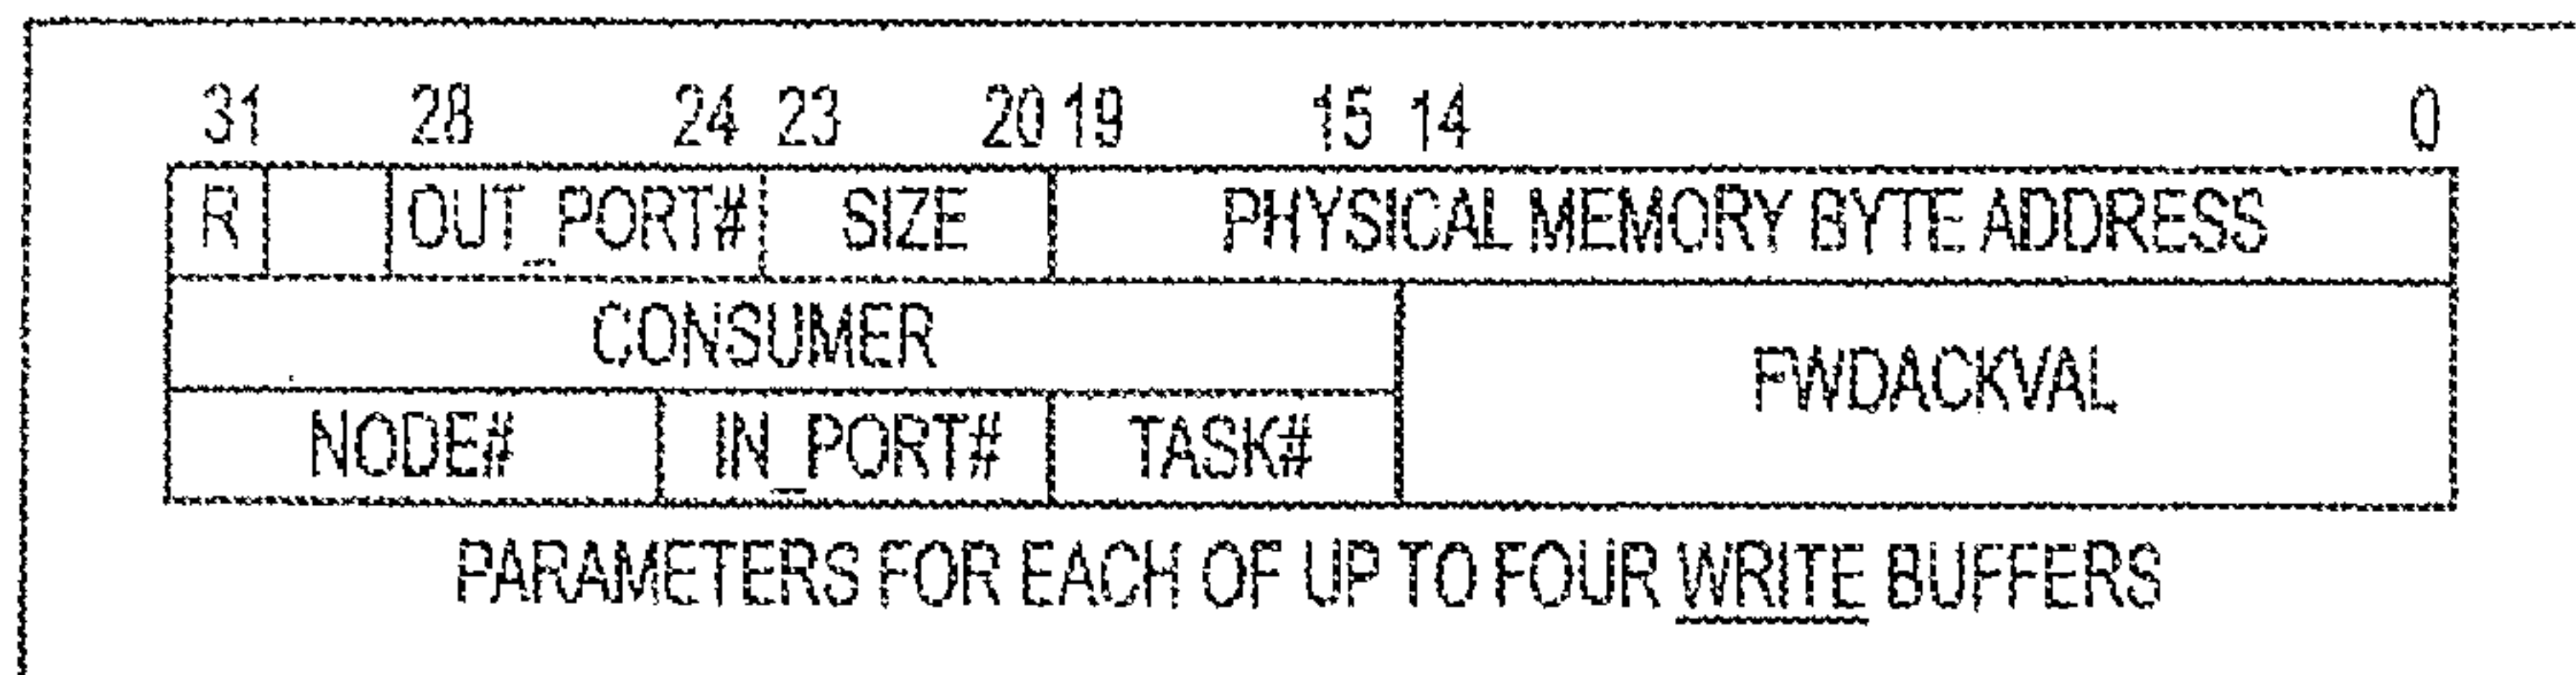 31 28 24 23 20 19 15 14 0
R OUT_PORT# SIZE PHYSICAL MEMORY BYTE ADDRESS
CONSUMER FWDACKVAL
NODE# IN_PORT# TASK#
PARAMETERS FOR EACH OF UP TO FOUR WRITE BUFFERS